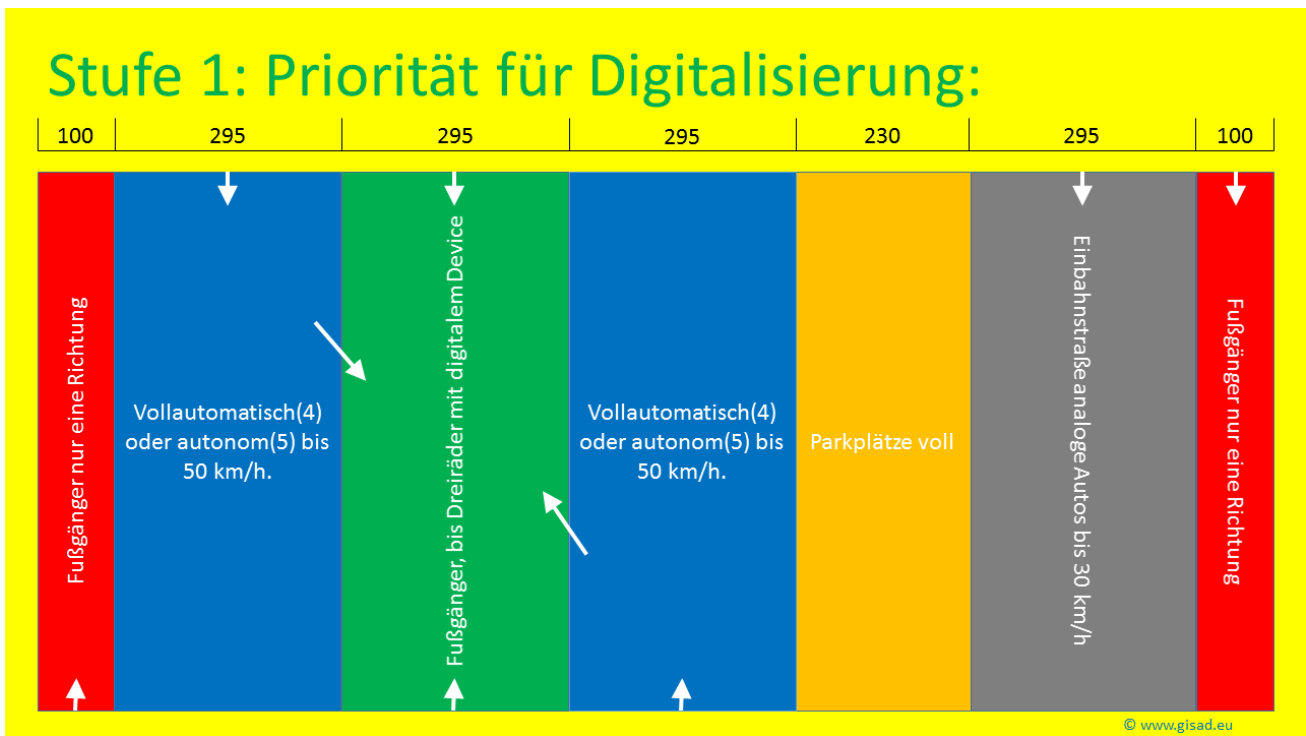 Stufe 1: Priorität für Digitalisierung:
100 295 295 295 230 295 100
Fußgänger nur eine Richtung
Vollautomatisch(4)
oder autonom(5) bis
50 km/h.
Fußgänger, bis Dreiräder mit digitalem Device
Vollautomatisch(4)
oder autonom(5) bis
50 km/h.
Parkplätze voll
Einbahnstraße analoge Autos bis 30 km/h
Fußgänger nur eine Richtung
© www.gisad.eu